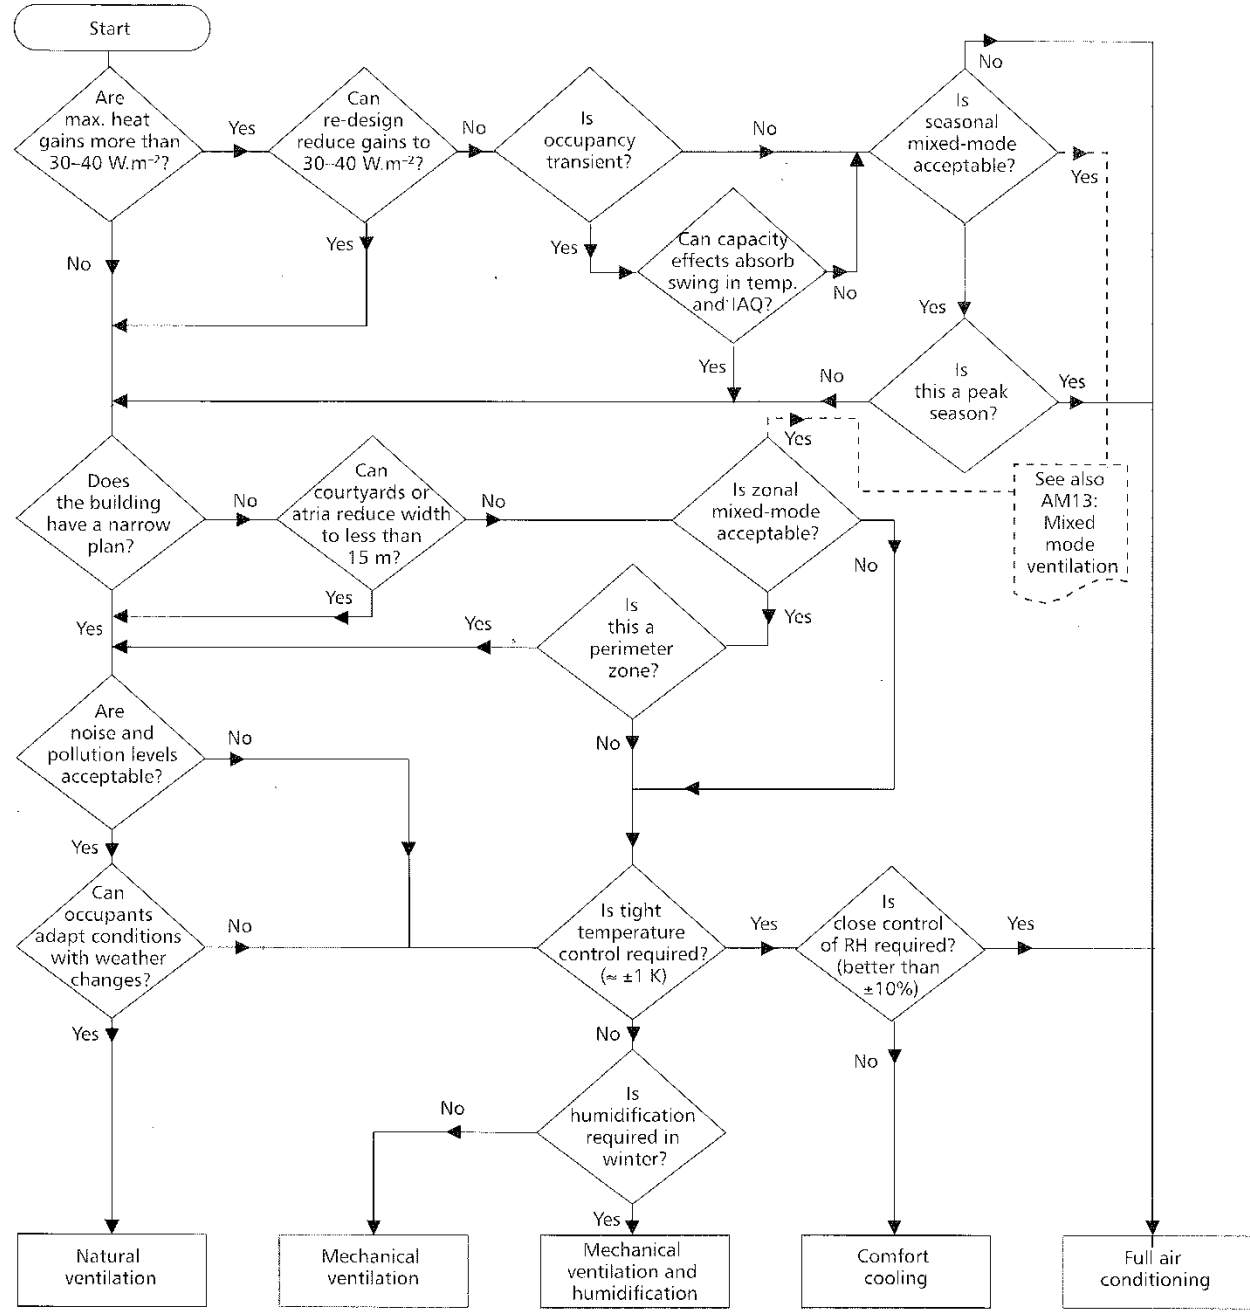 Start
Are
max. heat
gains more than
30–40 W.m⁻²?
Yes
No
Can
re-design
reduce gains to
30–40 W.m⁻²?
No
Yes
Is
occupancy
transient?
No
Yes
Can capacity
effects absorb
swing in temp.
and IAQ?
No
Yes
Is
seasonal
mixed-mode
acceptable?
No
Yes
Yes
Is
this a peak
season?
No
Yes
See also
AM13:
Mixed
mode
ventilation
Does
the building
have a narrow
plan?
No
Yes
Can
courtyards or
atria reduce width
to less than
15 m?
No
Yes
Is zonal
mixed-mode
acceptable?
Yes
No
Yes
Is
this a
perimeter
zone?
Yes
No
Are
noise and
pollution levels
acceptable?
No
Yes
Can
occupants
adapt conditions
with weather
changes?
No
Yes
Is tight
temperature
control required?
(≈ ±1 K)
Yes
No
Is
close control
of RH required?
(better than
±10%)
Yes
No
Is
humidification
required in
winter?
No
Yes
Natural
ventilation
Mechanical
ventilation
Mechanical
ventilation and
humidification
Comfort
cooling
Full air
conditioning